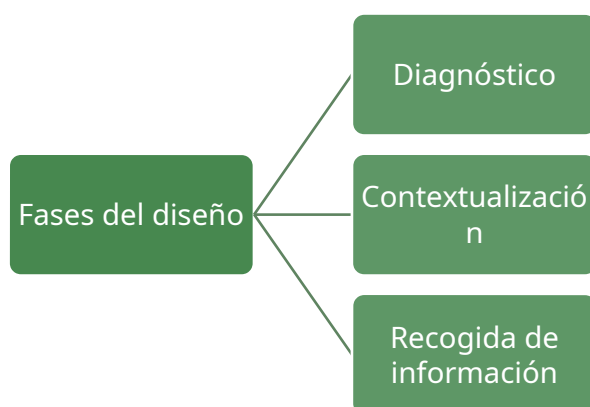 Diagnóstico
Fases del diseño
Contextualizació
n
Recogida de
información